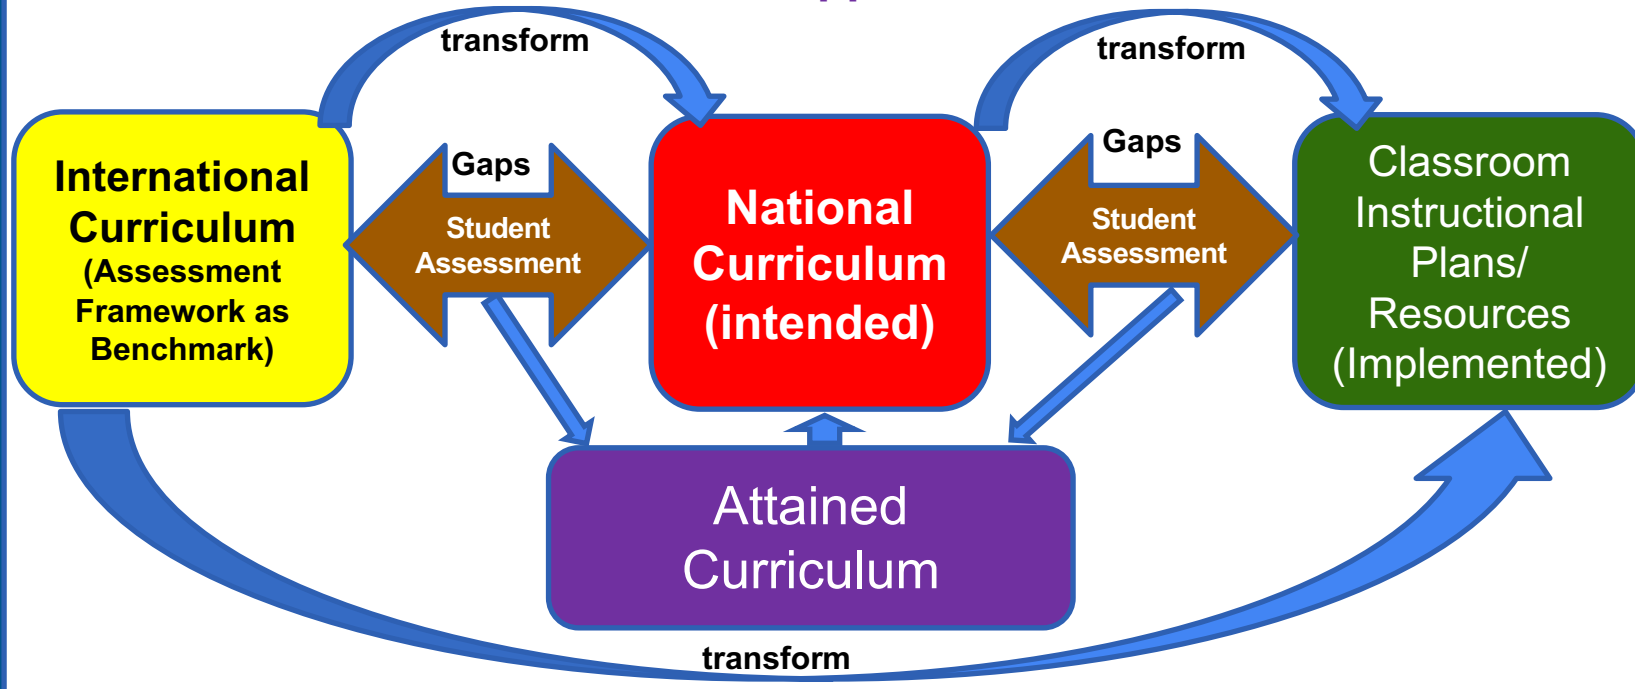 transform
transform
International
Curriculum
(Assessment
Framework as
Benchmark)
Gaps
Student
Assessment
National
Curriculum
(intended)
Gaps
Student
Assessment
Classroom
Instructional
Plans/
Resources
(Implemented)
Attained
Curriculum
transform